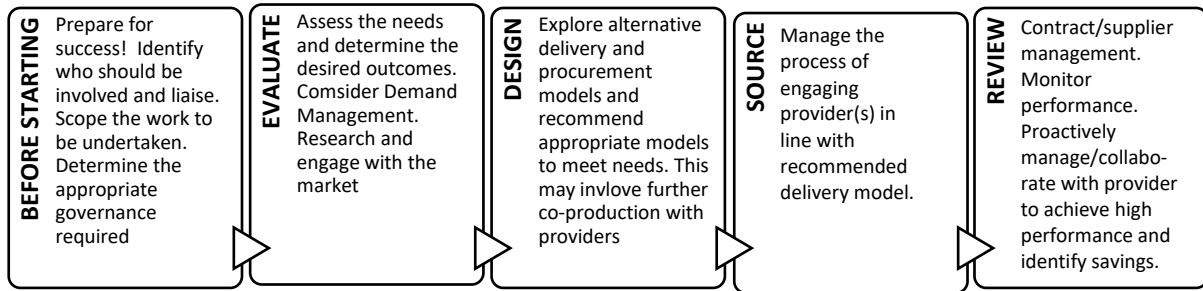 BEFORE STARTING
Prepare for
success!  Identify
who should be
involved and liaise.
Scope the work to
be undertaken.
Determine the
appropriate
governance
required
EVALUATE
Assess the needs
and determine the
desired outcomes.
Comsider Demand
Management.
Research and
engage with the
market
DESIGN
Explore alternative
delivery and
procurement
models and
recommend
appropriate models
to meet needs. This
may invlove further
co-production with
providers
SOURCE
Manage the
process of
engaging
provider(s) in
line with
recommended
delivery model.
REVIEW
Contract/supplier
management.
Monitor
performance.
Proactively
manage/collabo-
rate with provider
to achieve high
performance and
identify savings.